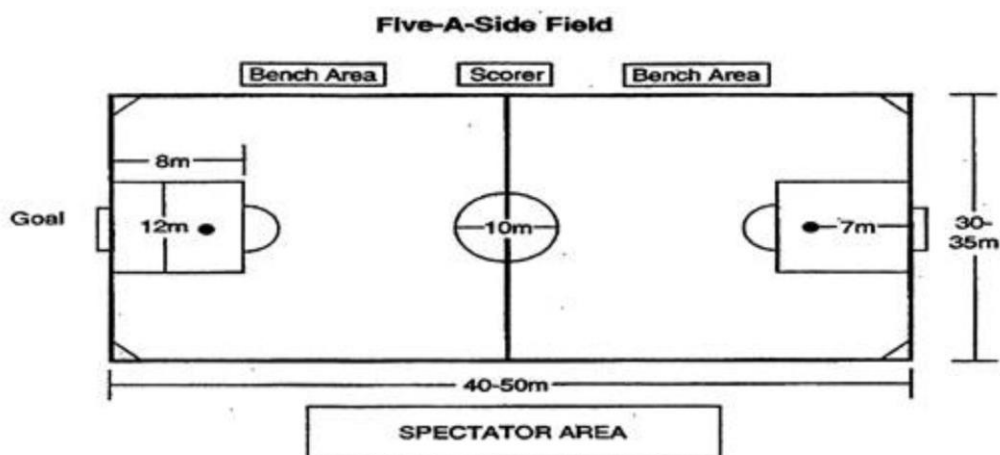 Five-A-Side Field
Bench Area
Scorer
Bench Area
8m
Goal
12m
10m
7m
30-
35m
40-50m
SPECTATOR AREA